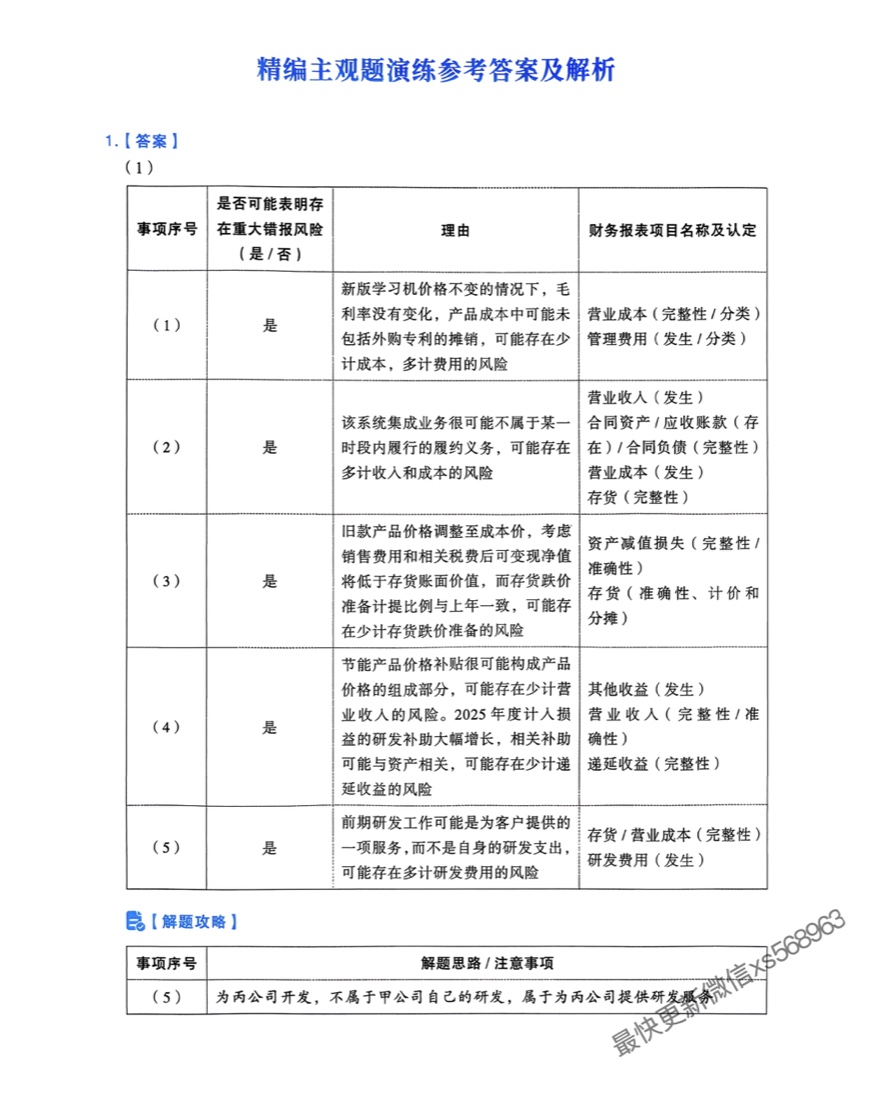 精编主观题演练参考答案及解析
1.【答案】
（1）
事项序号
是否可能表明存
在重大错报风险
（是/否）
理由
财务报表项目名称及认定
（1）
是
新版学习机价格不变的情况下，毛
利率没有变化，产品成本中可能未
包括外购专利的摊销，可能存在少
计成本，多计费用的风险
营业成本（完整性/分类）
管理费用（发生/分类）
（2）
是
该系统集成业务很可能不属于某一
时段内履行的履约义务，可能存在
多计收入和成本的风险
营业收入（发生）
合同资产/应收账款（存
在）/合同负债（完整性）
营业成本（发生）
存货（完整性）
（3）
是
旧款产品价格调整至成本价，考虑
销售费用和相关税费后可变现净值
将低于存货账面价值，而存货跌价
准备计提比例与上年一致，可能存
在少计存货跌价准备的风险
资产减值损失（完整性/
准确性）
存货（准确性、计价和
分摊）
（4）
是
节能产品价格补贴很可能构成产品
价格的组成部分，可能存在少计营
业收入的风险。2025年度计入损
益的研发补助大幅增长，相关补助
可能与资产相关，可能存在少计递
延收益的风险
其他收益（发生）
营业收入（完整性/准
确性）
递延收益（完整性）
（5）
是
前期研发工作可能是为客户提供的
一项服务，而不是自身的研发支出，
可能存在多计研发费用的风险
存货/营业成本（完整性）
研发费用（发生）
【解题攻略】
事项序号
解题思路/注意事项
（5）
为丙公司开发，不属于甲公司自己的研发，属于为丙公司提供研发服务
最快更新微信xs568963